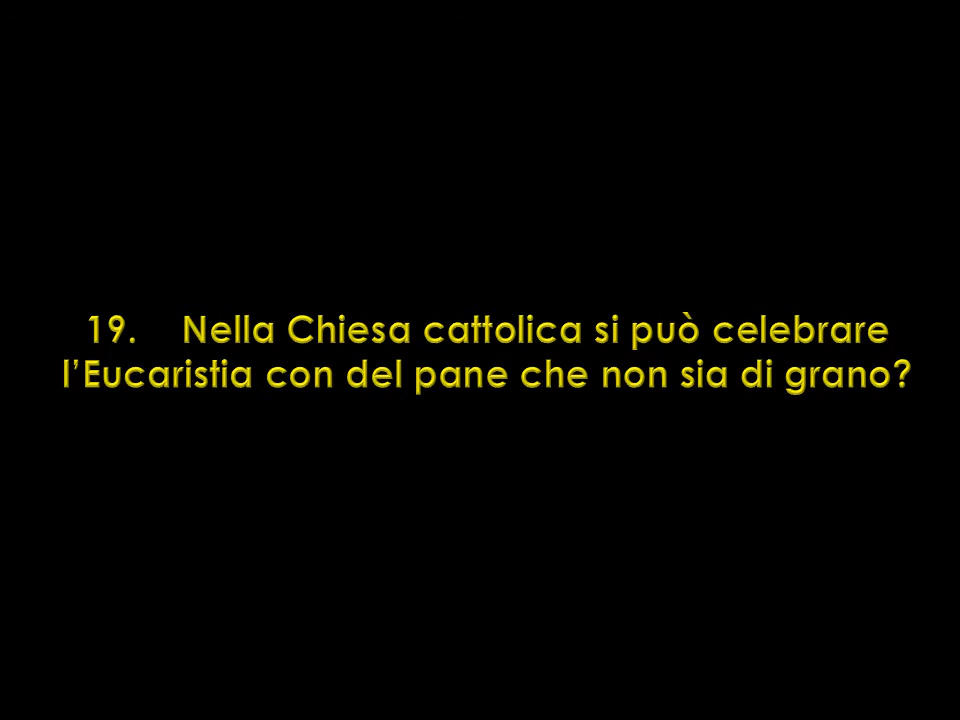 19. Nella Chiesa cattolica si può celebrare
l’Eucaristia con del pane che non sia di grano?